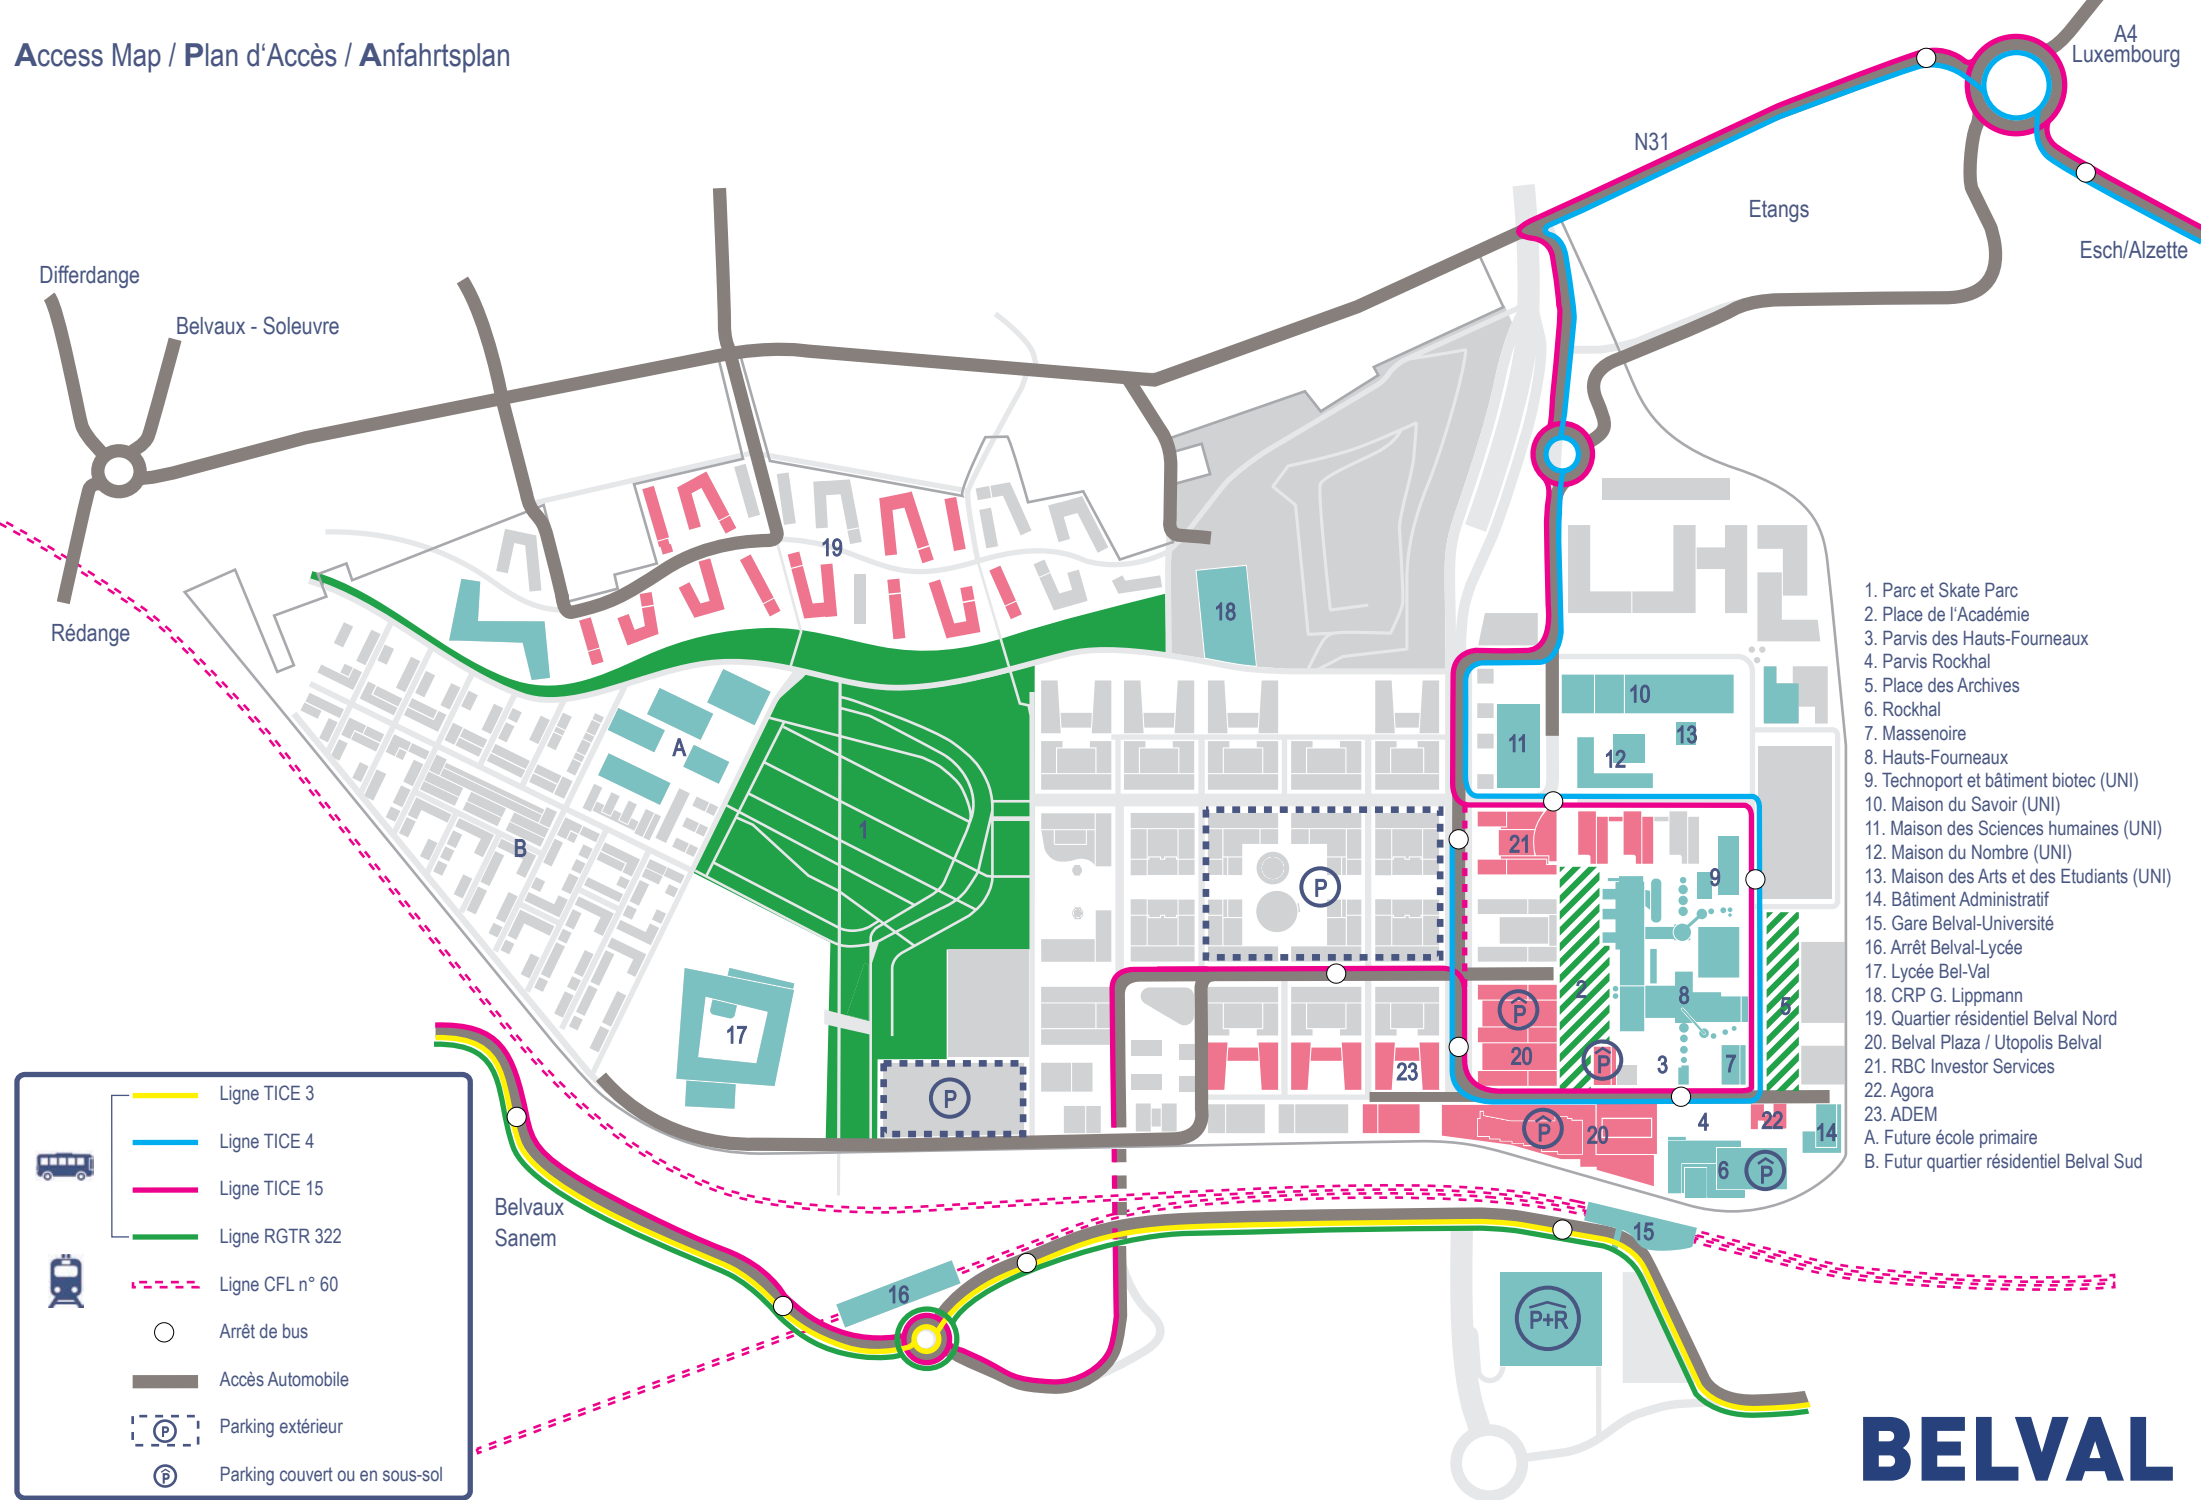 Access Map / Plan d‘Accès / Anfahrtsplan
A4
Luxembourg
N31
Etangs
Esch/Alzette
Differdange
Belvaux - Soleuvre
Rédange
19
18
10
11
13
12
A
1
B
21
9
P
2
8
5
17
P
20
P
3
7
23
P
4
22
14
P
20
6
P
Belvaux
Sanem
15
16
P+R
1. Parc et Skate Parc
2. Place de l‘Académie
3. Parvis des Hauts-Fourneaux
4. Parvis Rockhal
5. Place des Archives
6. Rockhal
7. Massenoire
8. Hauts-Fourneaux
9. Technoport et bâtiment biotec (UNI)
10. Maison du Savoir (UNI)
11. Maison des Sciences humaines (UNI)
12. Maison du Nombre (UNI)
13. Maison des Arts et des Etudiants (UNI)
14. Bâtiment Administratif
15. Gare Belval-Université
16. Arrêt Belval-Lycée
17. Lycée Bel-Val
18. CRP G. Lippmann
19. Quartier résidentiel Belval Nord
20. Belval Plaza / Utopolis Belval
21. RBC Investor Services
22. Agora
23. ADEM
A. Future école primaire
B. Futur quartier résidentiel Belval Sud
Ligne TICE 3
Ligne TICE 4
Ligne TICE 15
Ligne RGTR 322
Ligne CFL n° 60
Arrêt de bus
Accès Automobile
P Parking extérieur
P Parking couvert ou en sous-sol
BELVAL